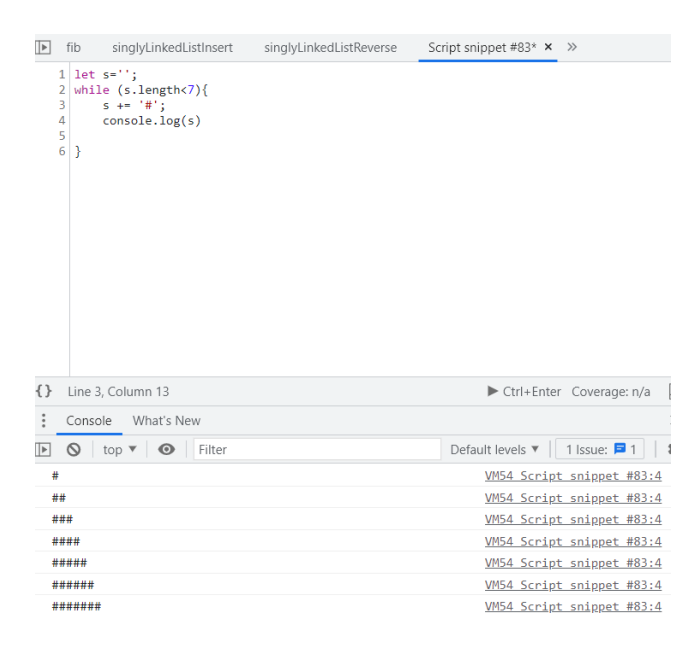 fib singlyLinkedListInsert singlyLinkedListReverse Script snippet #83* × »
1 let s='';
2 while (s.length<7){
3     s += '#';
4     console.log(s)
5
6 }
{} Line 3, Column 13 Ctrl+Enter Coverage: n/a
Console What's New
top ▼ Filter Default levels ▼ 1 Issue: 1
# VM54 Script snippet #83:4
## VM54 Script snippet #83:4
### VM54 Script snippet #83:4
#### VM54 Script snippet #83:4
##### VM54 Script snippet #83:4
###### VM54 Script snippet #83:4
####### VM54 Script snippet #83:4